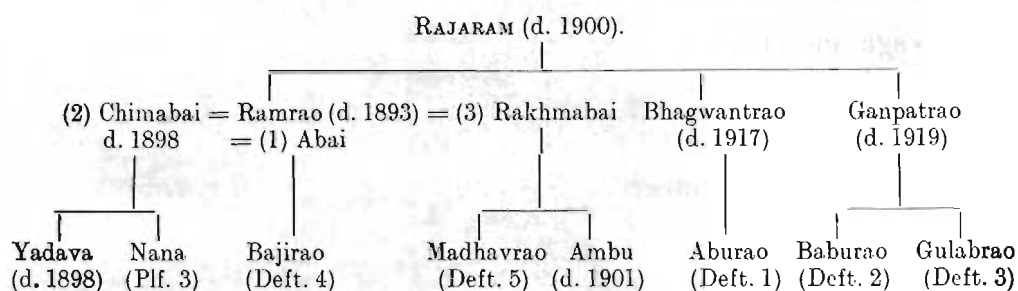 RAJARAM (d. 1900).
(2) Chimabai = Ramrao (d. 1893) = (3) Rakhmabai Bhagwantrao Ganpatrao
d. 1898 = (1) Abai (d. 1917) (d. 1919)
Yadava Nana Bajirao Madhavrao Ambu Aburao Baburao Gulabrao
(d. 1898) (Plf. 3) (Deft. 4) (Deft. 5) (d. 1901) (Deft. 1) (Deft. 2) (Deft. 3)